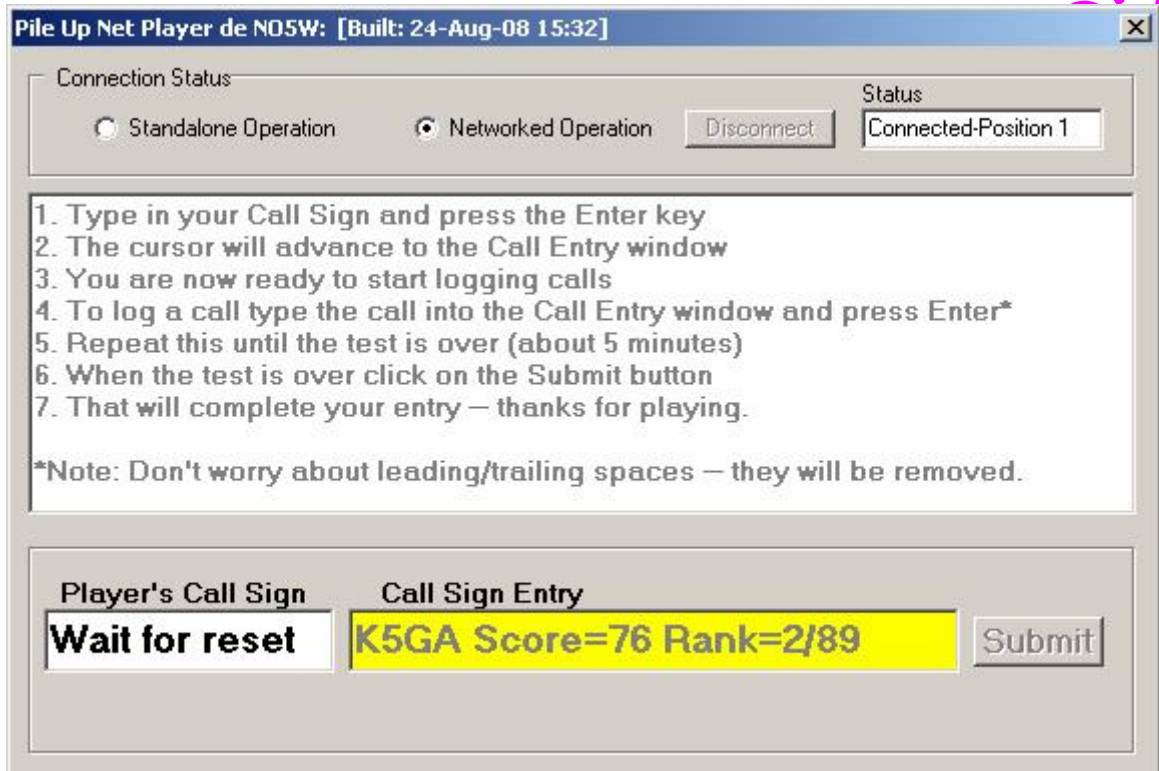 Pile Up Net Player de NO5W: [Built: 24-Aug-08 15:32]
Connection Status
Standalone Operation
Networked Operation
Disconnect
Status
Connected-Position 1
1. Type in your Call Sign and press the Enter key
2. The cursor will advance to the Call Entry window
3. You are now ready to start logging calls
4. To log a call type the call into the Call Entry window and press Enter*
5. Repeat this until the test is over (about 5 minutes)
6. When the test is over click on the Submit button
7. That will complete your entry – thanks for playing.
*Note: Don't worry about leading/trailing spaces – they will be removed.
Player's Call Sign
Call Sign Entry
Wait for reset
K5GA Score=76 Rank=2/89
Submit